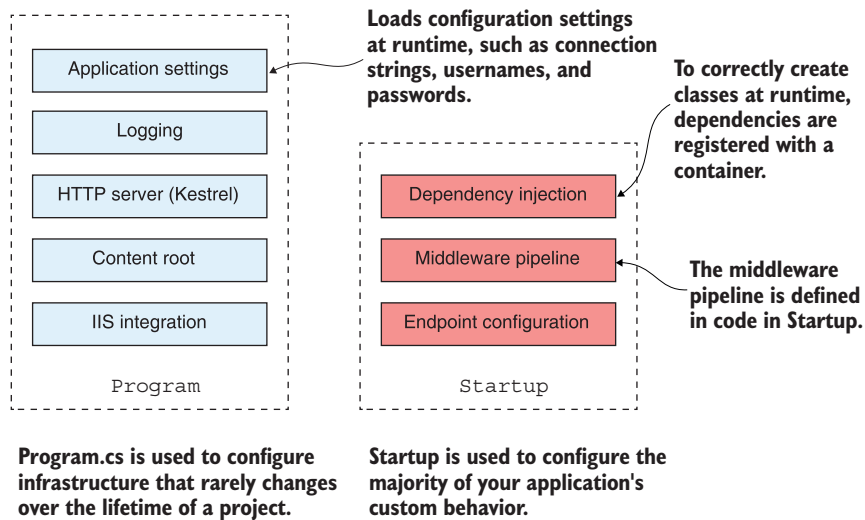 Loads configuration settings
at runtime, such as connection
strings, usernames, and
passwords.
To correctly create
classes at runtime,
dependencies are
registered with a
container.
Application settings
Logging
HTTP server (Kestrel)
Content root
IIS integration
Program
Dependency injection
Middleware pipeline
Endpoint configuration
Startup
The middleware
pipeline is defined
in code in Startup.
Program.cs is used to configure
infrastructure that rarely changes
over the lifetime of a project.
Startup is used to configure the
majority of your application's
custom behavior.